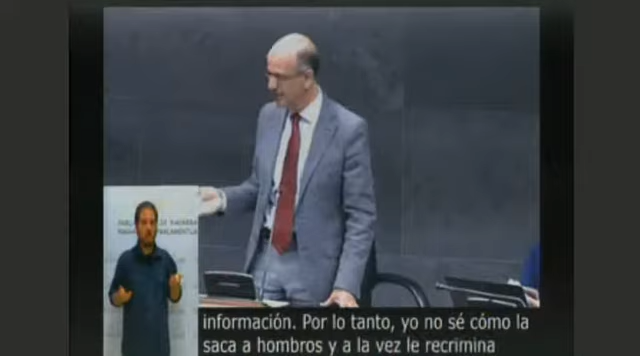 información. Por lo tanto, yo no sé cómo la
saca a hombros y a la vez le recrimina